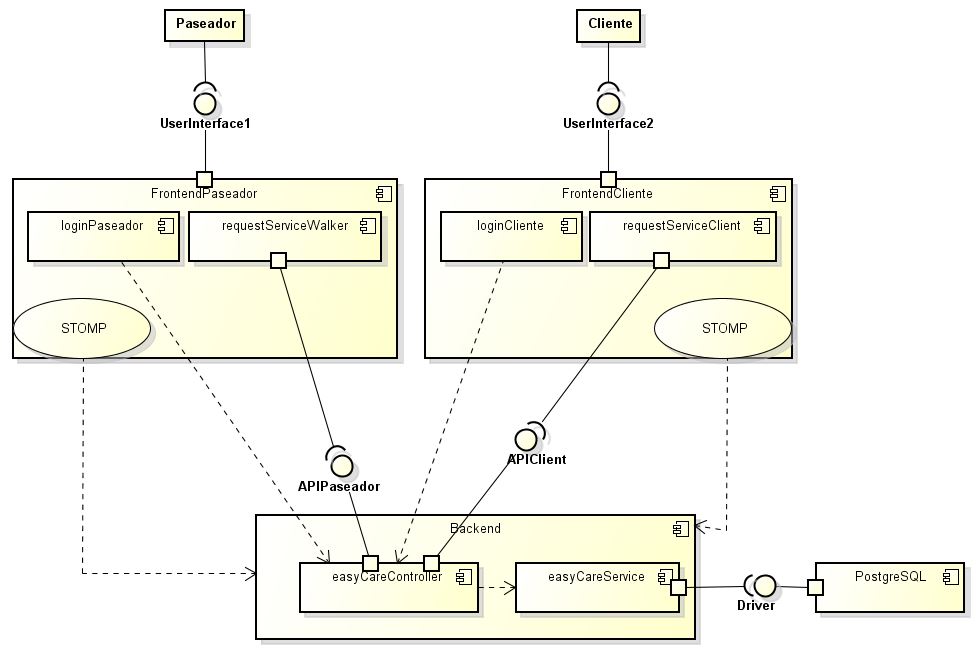 Paseador
Cliente
UserInterface1
UserInterface2
FrontendPaseador
FrontendCliente
loginPaseador
requestServiceWalker
loginCliente
requestServiceClient
STOMP
STOMP
APIPaseador
APIClient
Backend
easyCareController
easyCareService
PostgreSQL
Driver